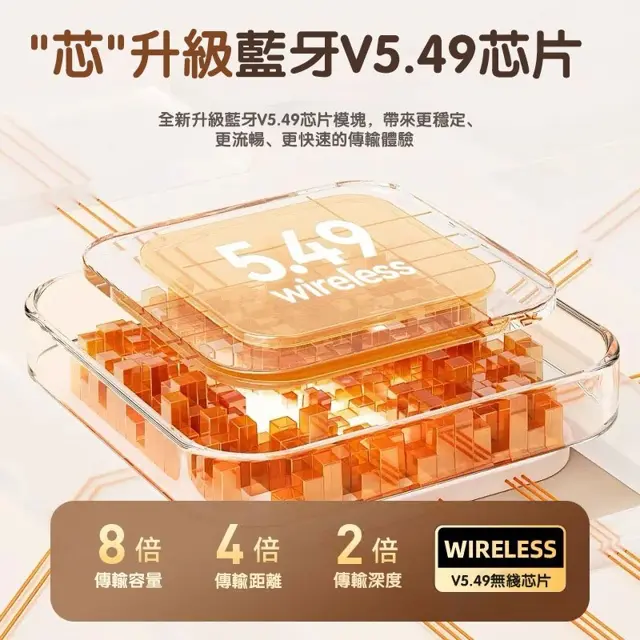 "芯"升級藍牙V5.49芯片
全新升級藍牙V5.49芯片模塊，帶來更穩定、
更流暢、更快速的傳輸體驗
5.49
wireless
8倍
傳輸容量
4倍
傳輸距離
2倍
傳輸深度
WIRELESS
V5.49無綫芯片